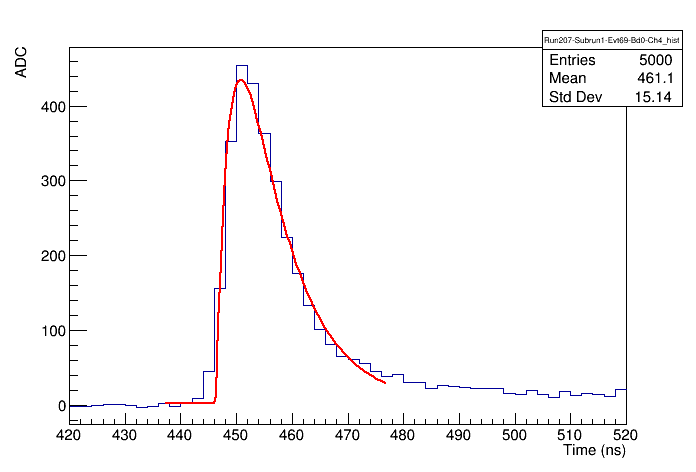 Run207-Subrun1-Evt69-Bd0-Ch4_hist
Entries 5000
Mean 461.1
Std Dev 15.14
ADC
400
300
200
100
0
420 430 440 450 460 470 480 490 500 510 520
Time (ns)